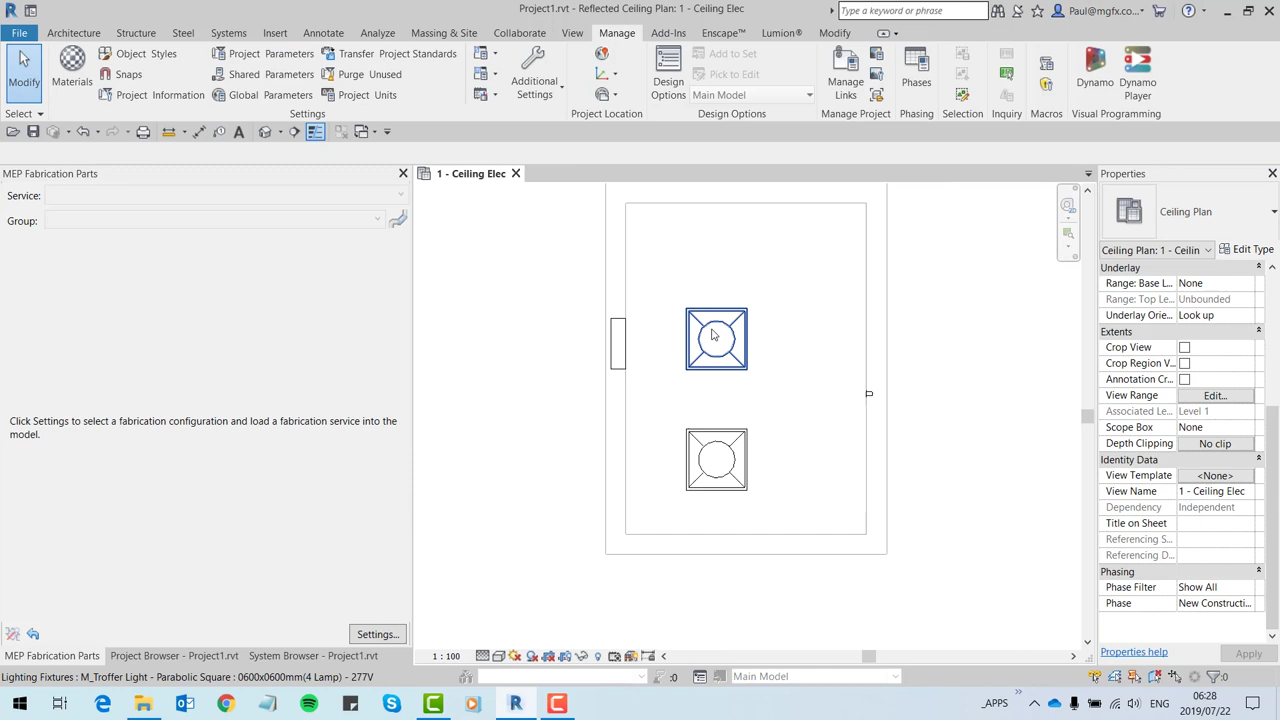 Project1.rvt - Reflected Ceiling Plan: 1 - Ceiling Elec
Type a keyword or phrase
Paul@mgfx.co...
File Architecture Structure Steel Systems Insert Annotate Analyze Massing & Site Collaborate View Manage Add-Ins Enscape™ Lumion® Modify
Modify
Materials
Object Styles
Snaps
Project Information
Project Parameters
Shared Parameters
Global Parameters
Transfer Project Standards
Purge Unused
Project Units
Additional Settings
Design Options
Add to Set
Pick to Edit
Main Model
Manage Links
Phases
Dynamo
Dynamo Player
Select Settings Project Location Design Options Manage Project Phasing Selection Inquiry Macros Visual Programming
MEP Fabrication Parts
Service:
Group:
Click Settings to select a fabrication configuration and load a fabrication service into the
model.
Settings...
MEP Fabrication Parts Project Browser - Project1.rvt System Browser - Project1.rvt
1 - Ceiling Elec
1 : 100
Properties
Ceiling Plan
Ceiling Plan: 1 - Ceilin Edit Type
Underlay
Range: Base L... None
Range: Top Le... Unbounded
Underlay Orie... Look up
Extents
Crop View
Crop Region V...
Annotation Cr...
View Range Edit...
Associated Le... Level 1
Scope Box None
Depth Clipping No clip
Identity Data
View Template <None>
View Name 1 - Ceiling Elec
Dependency Independent
Title on Sheet
Referencing S...
Referencing D...
Phasing
Phase Filter Show All
Phase New Constructi...
Properties help Apply
Lighting Fixtures : M_Troffer Light - Parabolic Square : 0600x0600mm(4 Lamp) - 277V
:0
Main Model
:0
_APPS
ENG
06:28
2019/07/22